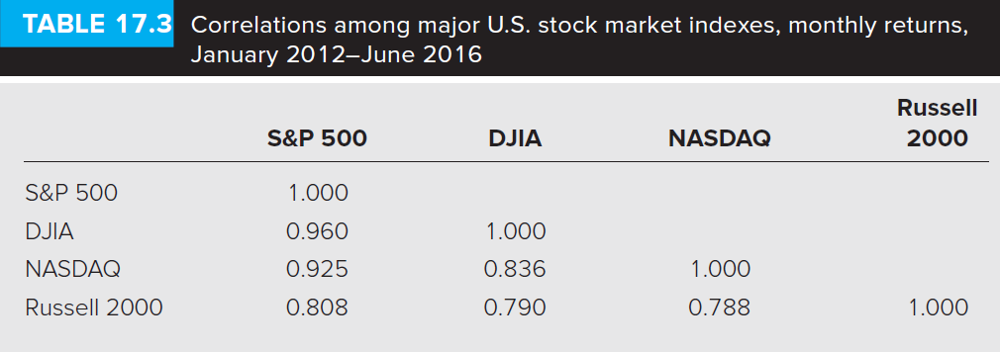 TABLE 17.3 Correlations among major U.S. stock market indexes, monthly returns,
January 2012–June 2016
Russell
S&P 500 DJIA NASDAQ 2000
S&P 500 1.000
DJIA 0.960 1.000
NASDAQ 0.925 0.836 1.000
Russell 2000 0.808 0.790 0.788 1.000